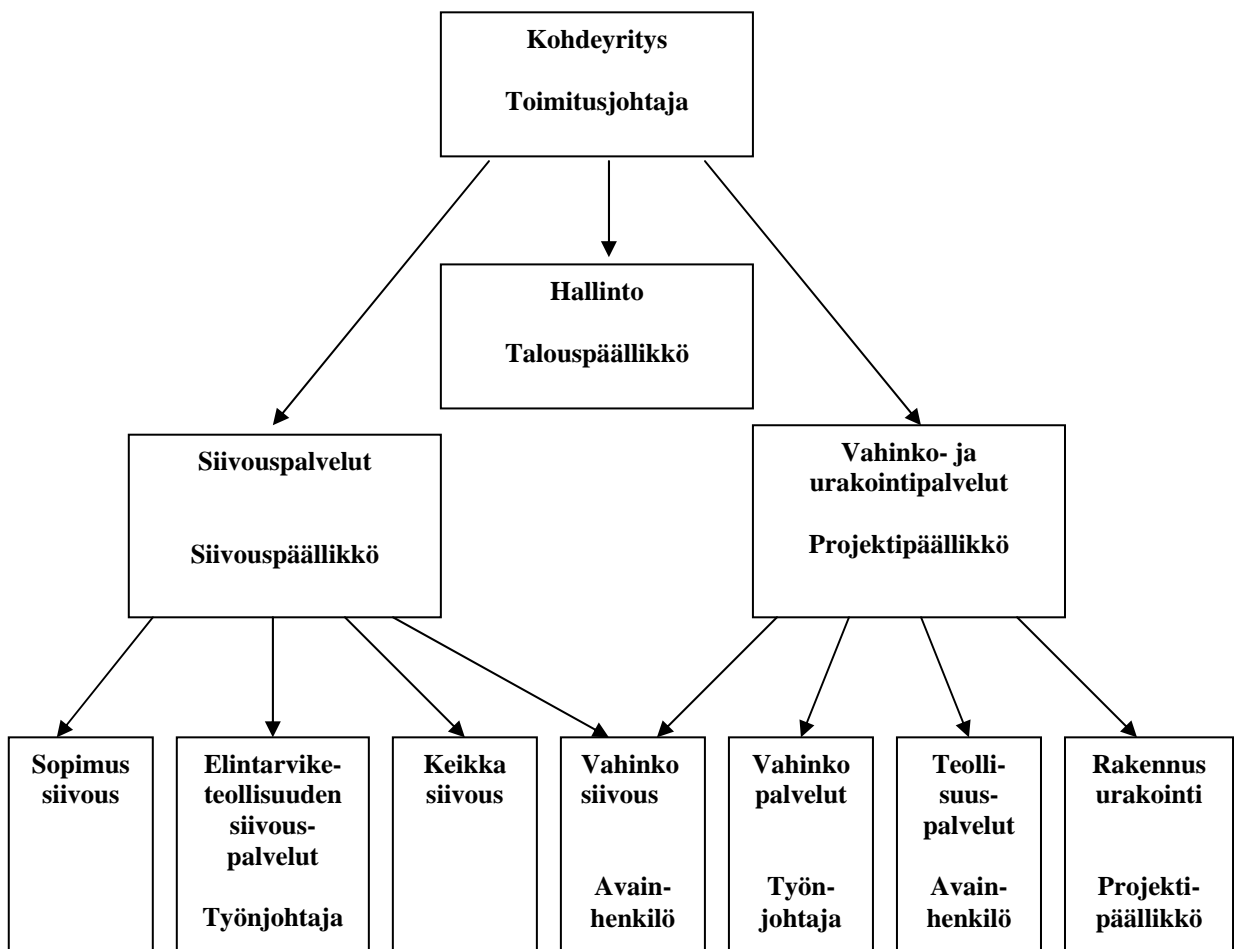 Kohdeyritys
Toimitusjohtaja
Hallinto
Talouspäällikkö
Siivouspalvelut
Siivouspäällikkö
Vahinko- ja
urakointipalvelut
Projektipäällikkö
Sopimus
siivous
Elintarvike-
teollisuuden
siivous-
palvelut
Työnjohtaja
Keikka
siivous
Vahinko
siivous
Avain-
henkilö
Vahinko
palvelut
Työn-
johtaja
Teolli-
suus-
palvelut
Avain-
henkilö
Rakennus
urakointi
Projekti-
päällikkö